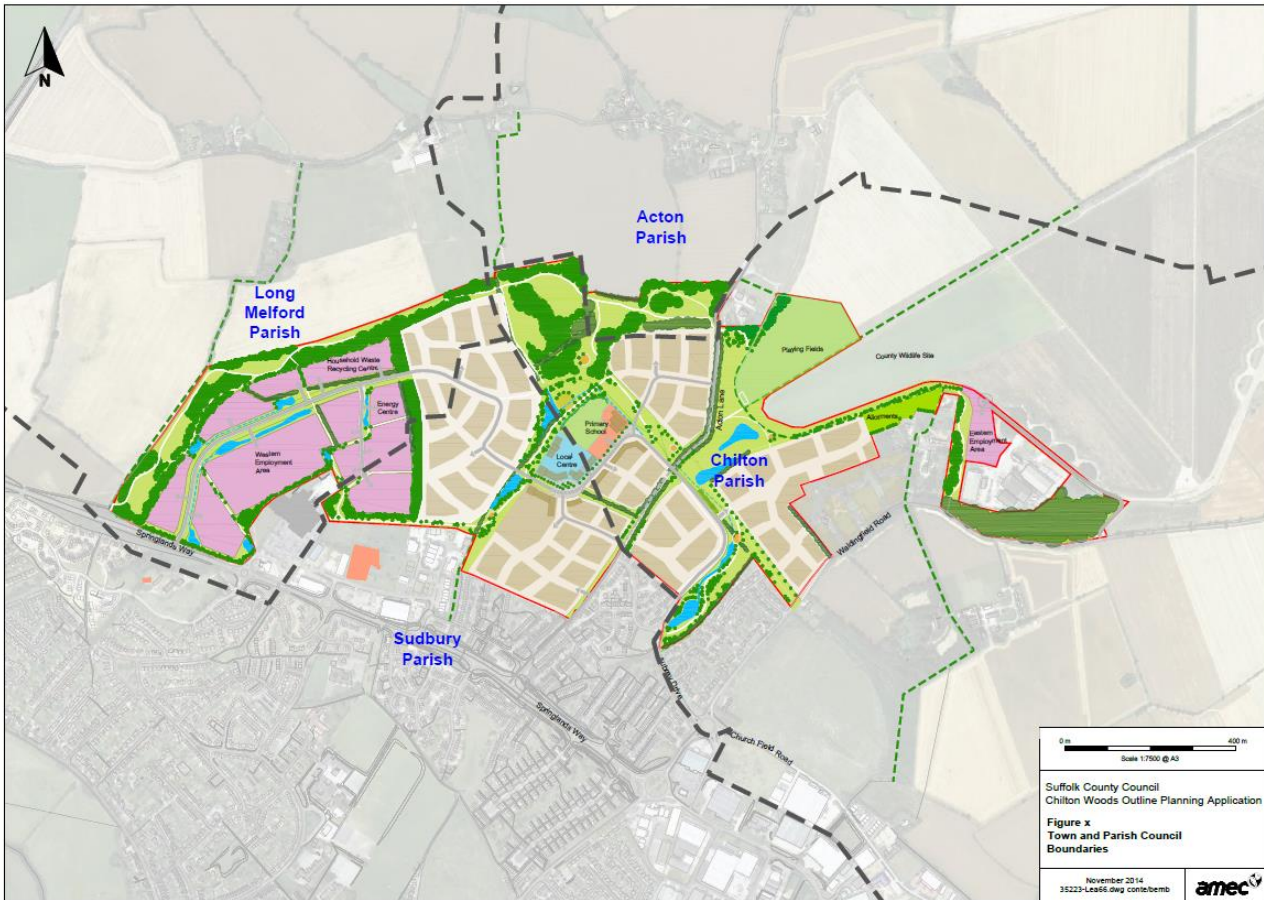 N
Acton
Parish
Long
Melford
Parish
Household Waste
Recycling Centre
Energy
Centre
Western
Employment
Area
Primary
School
Local
Centre
Playing Fields
County Wildlife Site
Acton Lane
Allotments
Eastern
Employment
Area
Chilton
Parish
Waldingfield Road
Springlands Way
Sudbury
Parish
Aubrey Drive
Springlands Way
Church Field Road
0 m 400 m
Scale 1:7500 @ A3
Suffolk County Council
Chilton Woods Outline Planning Application
Figure x
Town and Parish Council
Boundaries
November 2014
35223-Lea66.dwg conte/bemb
amec